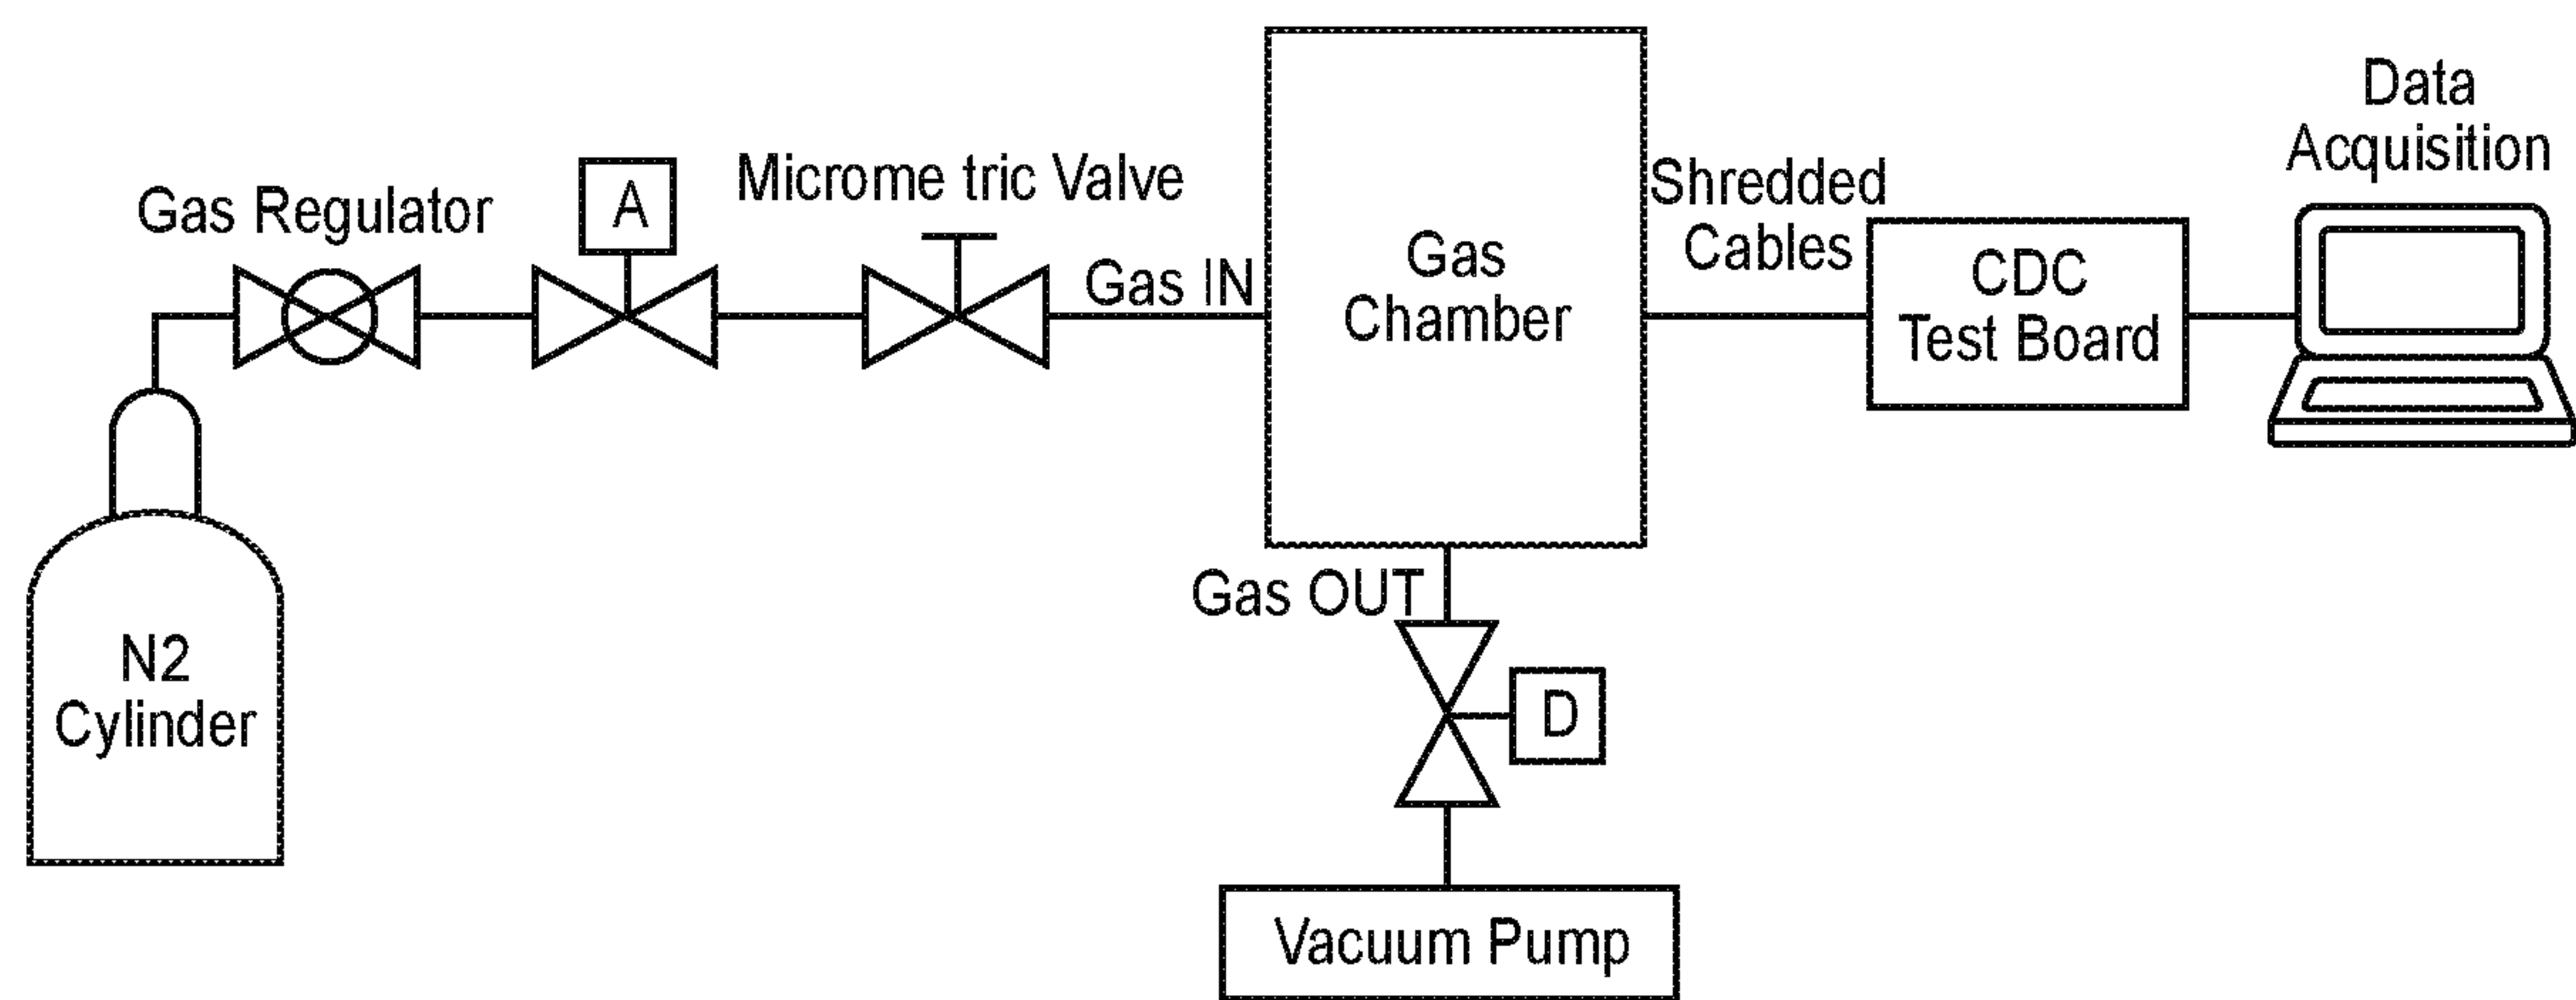 Gas Regulator
A
Microme tric Valve
Gas IN
Gas
Chamber
Shredded
Cables
CDC
Test Board
Data
Acquisition
N2
Cylinder
Gas OUT
D
Vacuum Pump